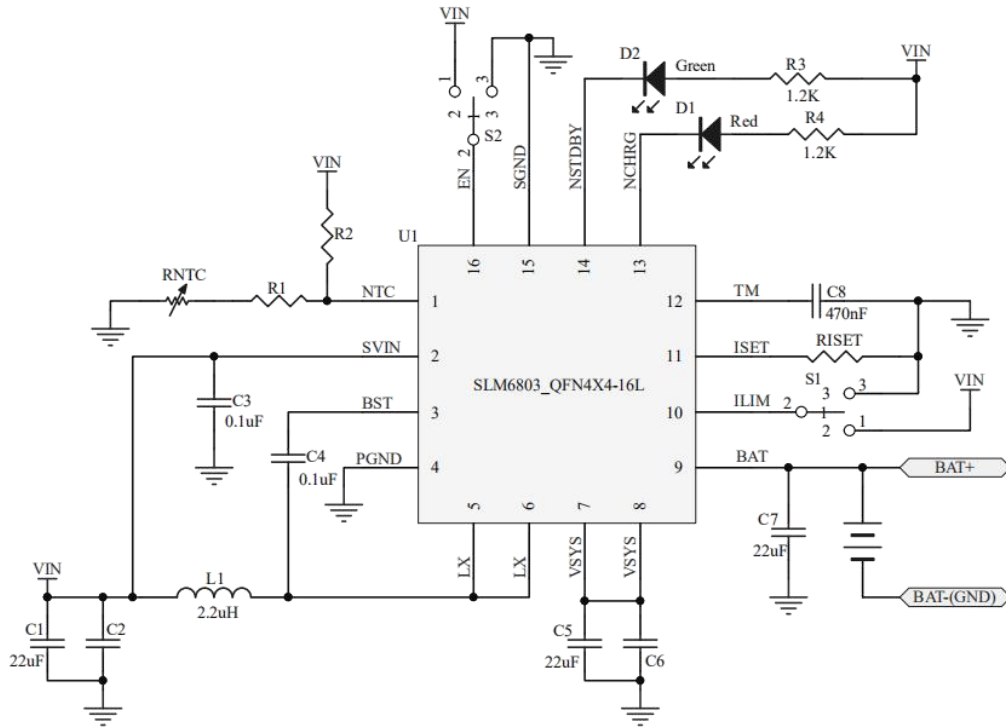 VIN
1
3
2
3
S2
2
EN
SGND
D2
Green
R3
1.2K
VIN
D1
Red
R4
1.2K
NSTDBY
NCHRG
VIN
R2
U1
16
15
14
13
RNTC
R1
NTC
1
12
TM
C8
470nF
SVIN
2
11
ISET
RISET
SLM6803_QFN4X4-16L
S1
3
3
VIN
C3
0.1uF
BST
3
10
ILIM
2
1
2
1
C4
0.1uF
PGND
4
9
BAT
BAT+
5
6
7
8
C7
22uF
LX
LX
VSYS
VSYS
VIN
L1
2.2uH
BAT-(GND)
C1
22uF
C2
C5
22uF
C6